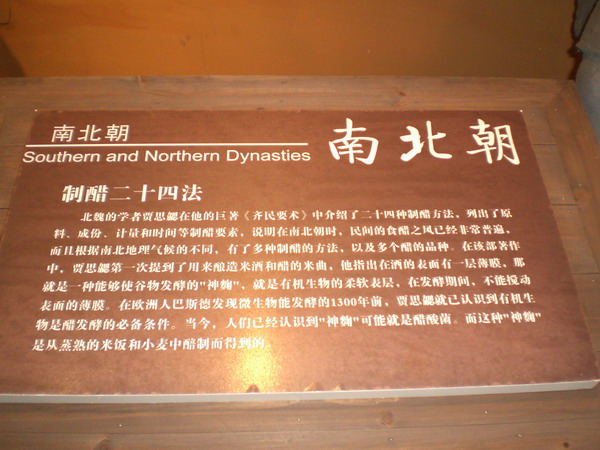 南北朝
Southern and Northern Dynasties
南北朝
制醋二十四法
北魏的学者贾思勰在他的巨著《齐民要术》中介绍了二十四种制醋方法，列出了原
料、成份、计量和时间等制醋要素，说明在南北朝时，民间的食醋之风已经非常普遍，
而且根据南北地理气候的不同，有了多种制醋的方法，以及多个醋的品种。在该部著作
中，贾思勰第一次提到了用来酿造米酒和醋的米曲，他指出在酒的表面有一层薄膜，那
就是一种能够使谷物发酵的"神麴"，就是有机生物的柔软表层，在发酵期间，不能搅动
表面的薄膜。在欧洲人巴斯德发现微生物能发酵的1300年前，贾思勰就已认识到有机生
物是醋发酵的必备条件。当今，人们已经认识到"神麴"可能就是醋酸菌。而这种"神麴"
是从蒸熟的米饭和小麦中醅制而得到的。